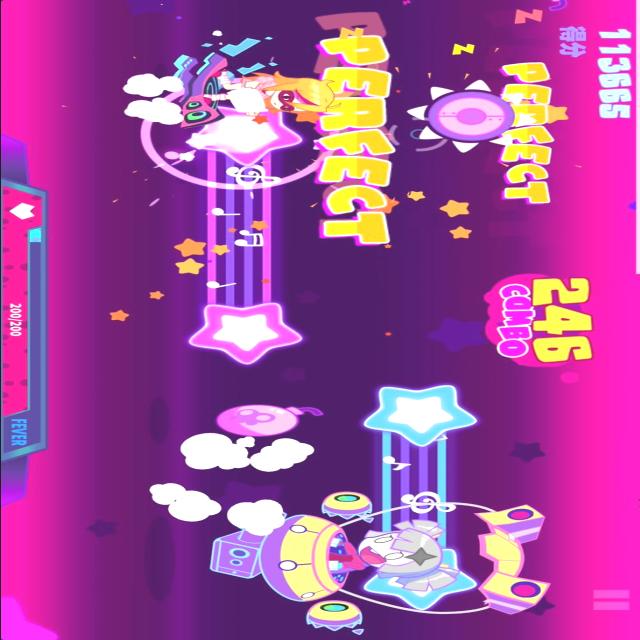 得分
113665
PERFECT
PERFECT
246
COMBO
200/200
FEVER